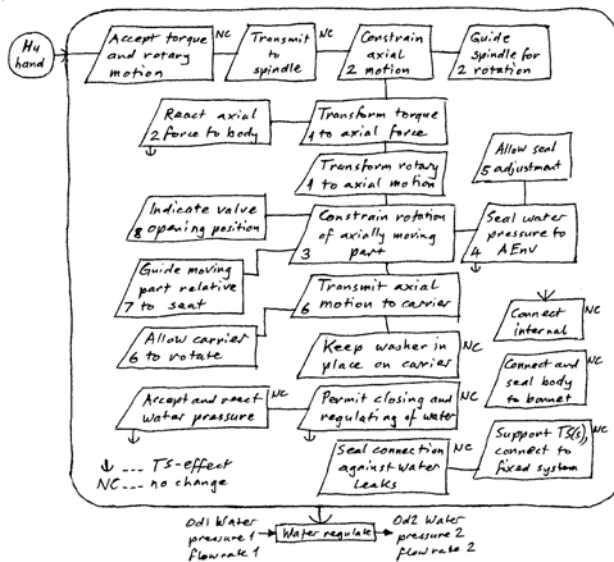 Hu
hand
Accept torque NC
and rotary
motion
Transmit NC
to
spindle
Constrain
axial
2 motion
Guide
spindle for
2 rotation
React axial
2 force to body
Transform torque
1 to axial force
Allow seal
5 adjustment
Transform rotary
1 to axial motion
Indicate valve
8 opening position
Constrain rotation
of axially moving
3 part
Seal water
pressure to
4 AEnv
Guide moving
part relative
7 to seat
Transmit axial
6 motion to carrier
Connect NC
internal
Allow carrier
6 to rotate
Keep washer in NC
place on carrier
Connect and NC
seal body
to bonnet
Accept and react NC
water pressure
Permit closing and NC
regulating of water
Support TS(s), NC
connect to
fixed system
Seal connection NC
against water
leaks
↓ --- TS-effect
NC --- no change
Od1 Water
pressure 1
flow rate 1
Water regulate
Od2 Water
pressure 2
flow rate 2